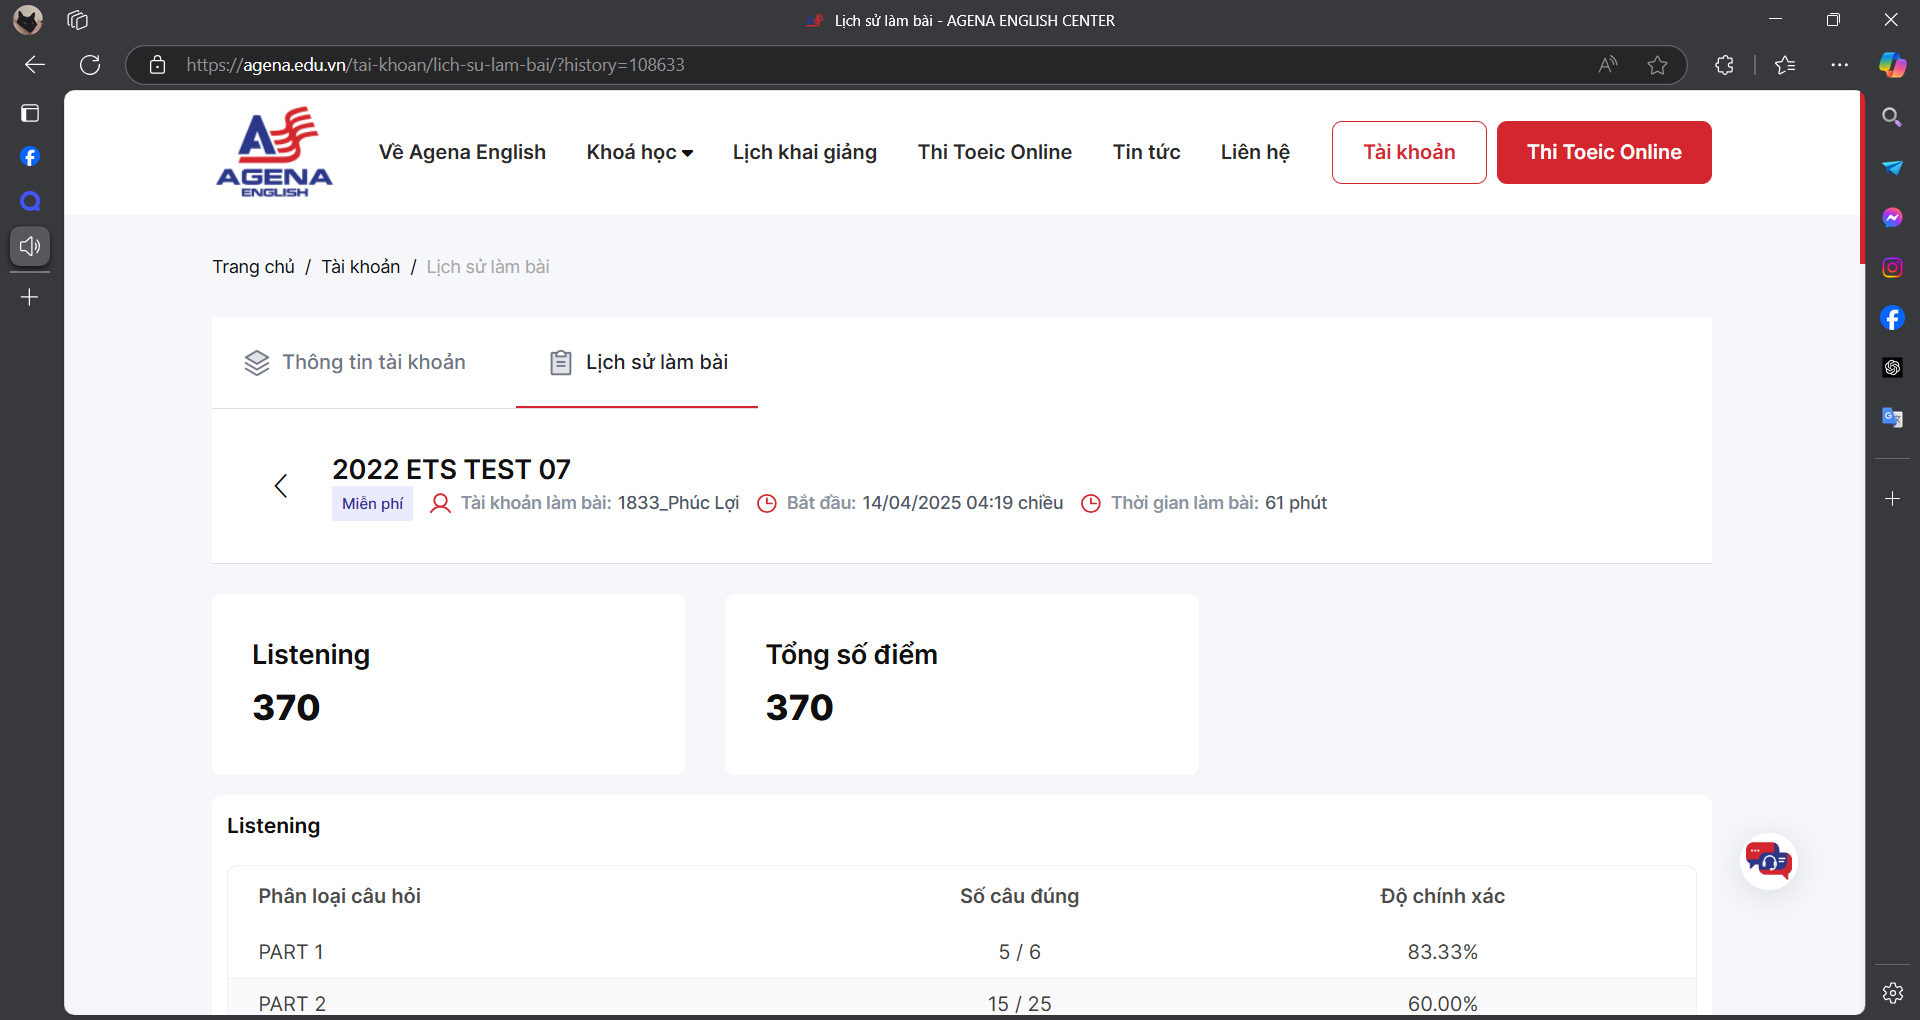 Lịch sử làm bài - AGENA ENGLISH CENTER
https://agena.edu.vn/tai-khoan/lich-su-lam-bai/?history=108633
AGENA
ENGLISH
Về Agena English
Khoá học
Lịch khai giảng
Thi Toeic Online
Tin tức
Liên hệ
Tài khoản
Thi Toeic Online
Trang chủ / Tài khoản / Lịch sử làm bài
Thông tin tài khoản
Lịch sử làm bài
2022 ETS TEST 07
Miễn phí Tài khoản làm bài: 1833_Phúc Lợi Bắt đầu: 14/04/2025 04:19 chiều Thời gian làm bài: 61 phút
Listening
370
Tổng số điểm
370
Listening
Phân loại câu hỏi Số câu đúng Độ chính xác
PART 1 5 / 6 83.33%
PART 2 15 / 25 60.00%